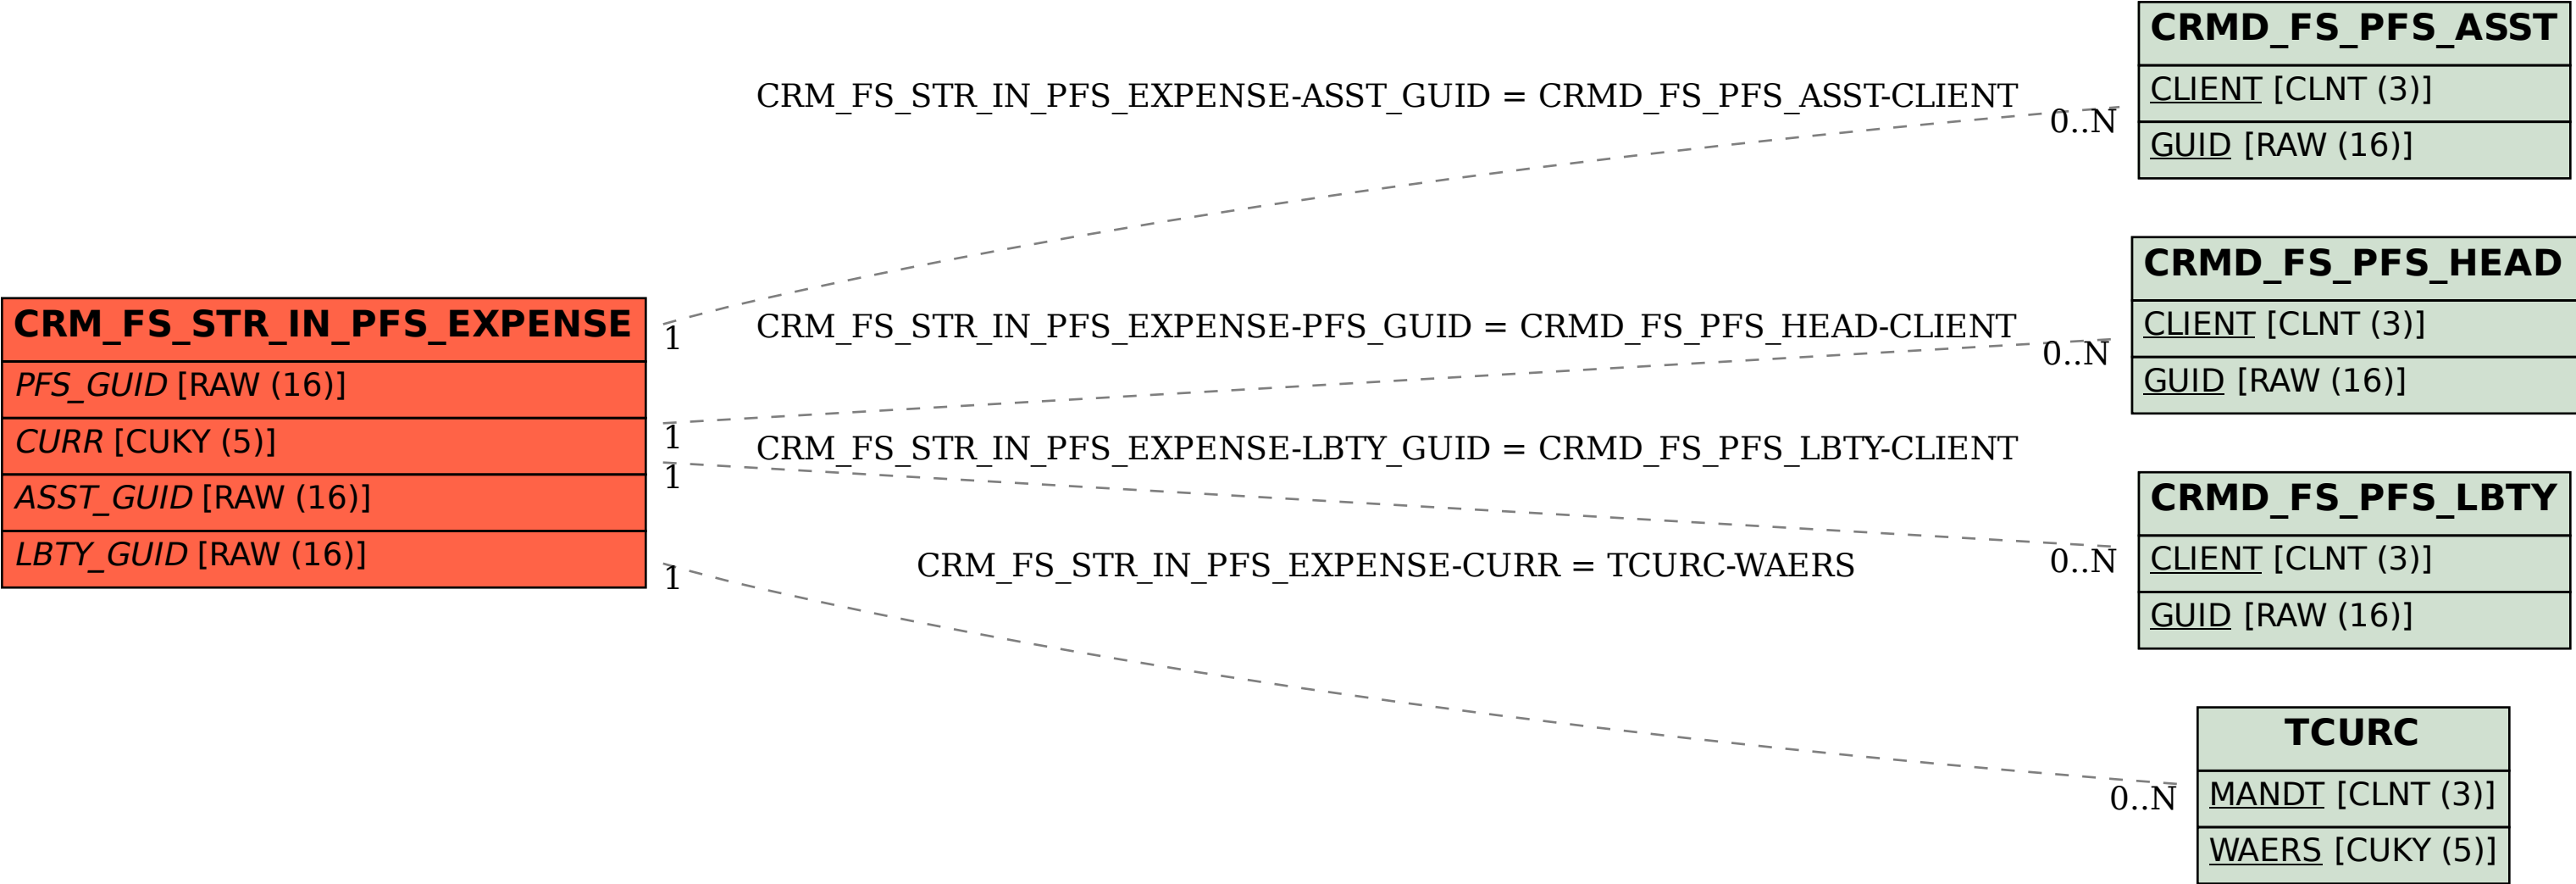 CRM_FS_STR_IN_PFS_EXPENSE
PFS_GUID [RAW (16)]
CURR [CUKY (5)]
ASST_GUID [RAW (16)]
LBTY_GUID [RAW (16)]
CRM_FS_STR_IN_PFS_EXPENSE-ASST_GUID = CRMD_FS_PFS_ASST-CLIENT
1
0..N
CRM_FS_STR_IN_PFS_EXPENSE-PFS_GUID = CRMD_FS_PFS_HEAD-CLIENT
1
0..N
CRM_FS_STR_IN_PFS_EXPENSE-LBTY_GUID = CRMD_FS_PFS_LBTY-CLIENT
1
0..N
CRM_FS_STR_IN_PFS_EXPENSE-CURR = TCURC-WAERS
1
0..N
CRMD_FS_PFS_ASST
CLIENT [CLNT (3)]
GUID [RAW (16)]
CRMD_FS_PFS_HEAD
CLIENT [CLNT (3)]
GUID [RAW (16)]
CRMD_FS_PFS_LBTY
CLIENT [CLNT (3)]
GUID [RAW (16)]
TCURC
MANDT [CLNT (3)]
WAERS [CUKY (5)]